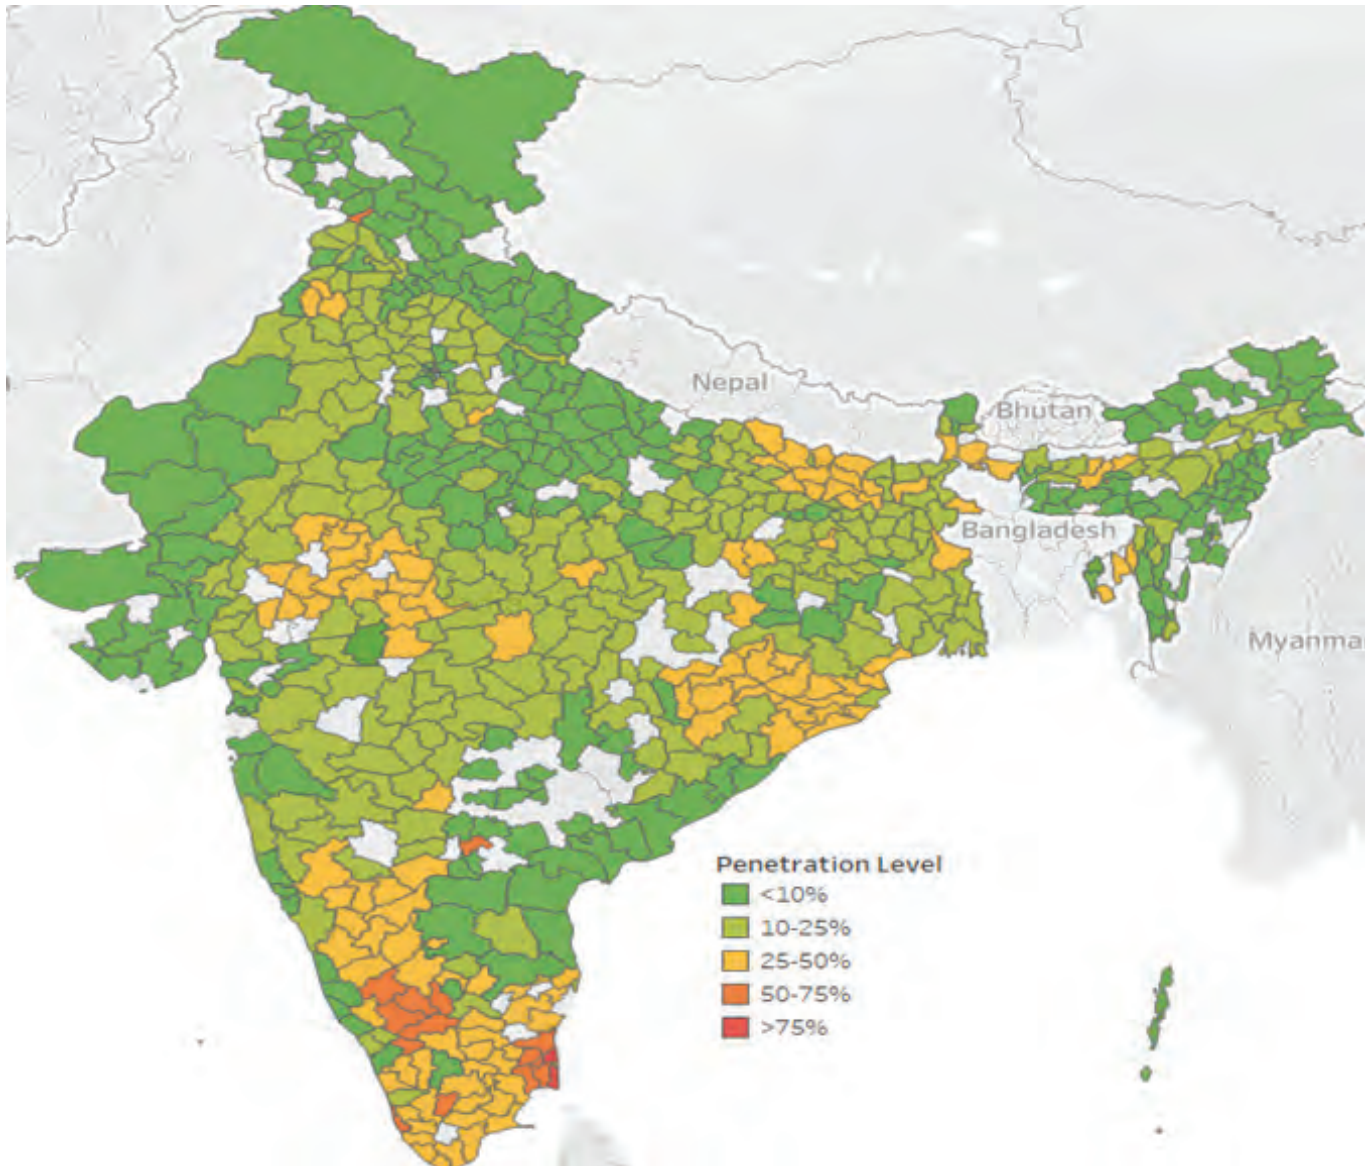 Nepal
Bhutan
Bangladesh
Myanma
Penetration Level
<10%
10-25%
25-50%
50-75%
>75%